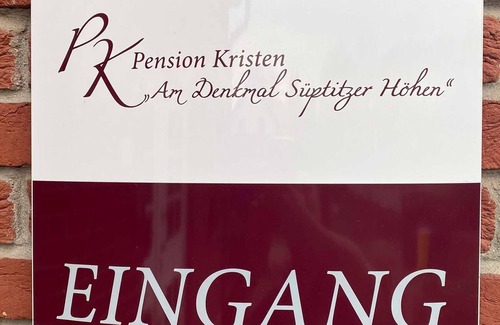 PK Pension Kristen
„Am Denkmal Süptitzer Höhen“
EINGANG